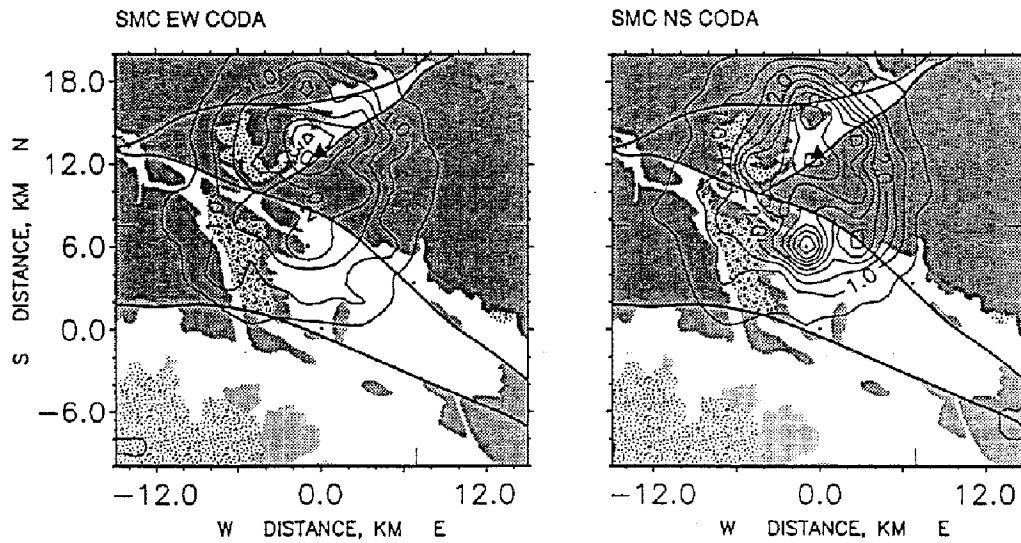 SMC EW CODA
SMC NS CODA
18.0
12.0
6.0
0.0
−6.0
S DISTANCE, KM N
−12.0 0.0 12.0
−12.0 0.0 12.0
W DISTANCE, KM E
W DISTANCE, KM E
1.0